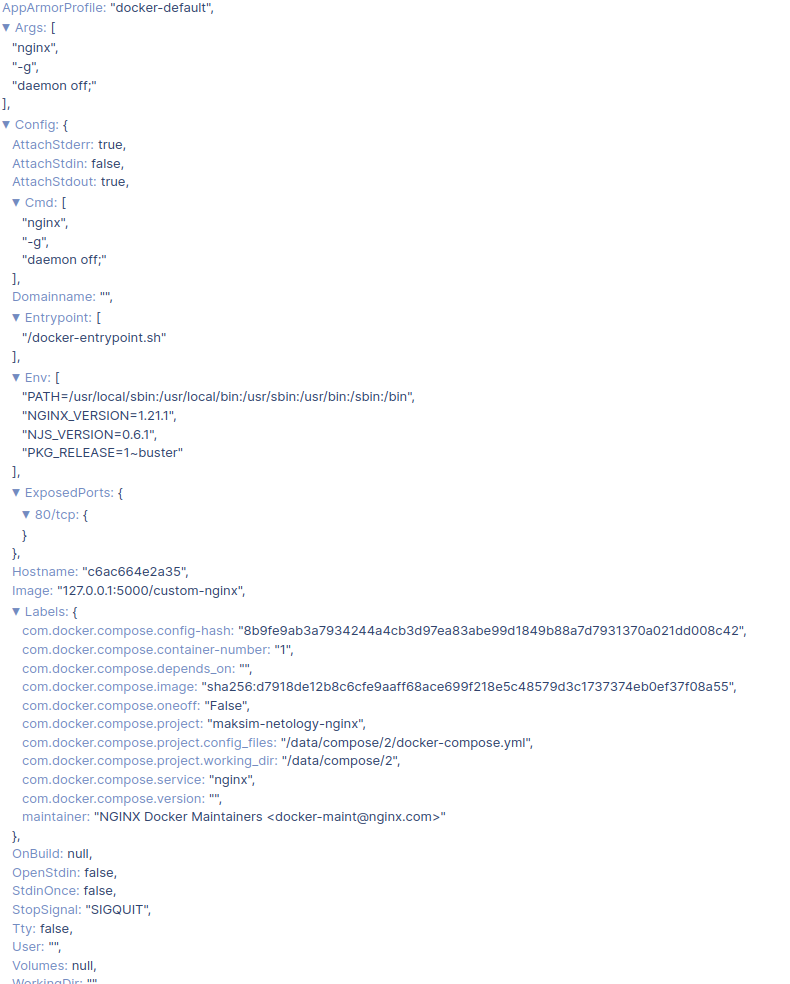 AppArmorProfile: "docker-default",
▼ Args: [
"nginx",
"-g",
"daemon off;"
],
▼ Config: {
AttachStderr: true,
AttachStdin: false,
AttachStdout: true,
▼ Cmd: [
"nginx",
"-g",
"daemon off;"
],
Domainname: "",
▼ Entrypoint: [
"/docker-entrypoint.sh"
],
▼ Env: [
"PATH=/usr/local/sbin:/usr/local/bin:/usr/sbin:/usr/bin:/sbin:/bin",
"NGINX_VERSION=1.21.1",
"NJS_VERSION=0.6.1",
"PKG_RELEASE=1~buster"
],
▼ ExposedPorts: {
▼ 80/tcp: {
}
},
Hostname: "c6ac664e2a35",
Image: "127.0.0.1:5000/custom-nginx",
▼ Labels: {
com.docker.compose.config-hash: "8b9fe9ab3a7934244a4cb3d97ea83abe99d1849b88a7d7931370a021dd008c42",
com.docker.compose.container-number: "1",
com.docker.compose.depends_on: "",
com.docker.compose.image: "sha256:d7918de12b8c6cfe9aaff68ace699f218e5c48579d3c1737374eb0ef37f08a55",
com.docker.compose.oneoff: "False",
com.docker.compose.project: "maksim-netology-nginx",
com.docker.compose.project.config_files: "/data/compose/2/docker-compose.yml",
com.docker.compose.project.working_dir: "/data/compose/2",
com.docker.compose.service: "nginx",
com.docker.compose.version: "",
maintainer: "NGINX Docker Maintainers <docker-maint@nginx.com>"
},
OnBuild: null,
OpenStdin: false,
StdinOnce: false,
StopSignal: "SIGQUIT",
Tty: false,
User: "",
Volumes: null,
WorkingDir: ""